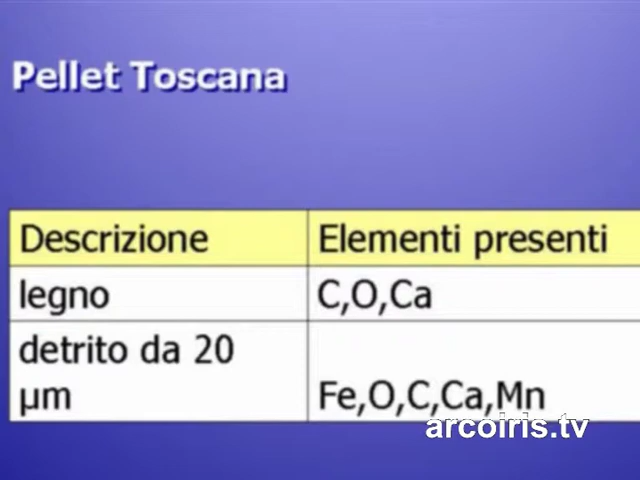 Pellet Toscana
Descrizione Elementi presenti
legno C,O,Ca
detrito da 20
µm Fe,O,C,Ca,Mn
arcoiris.tv